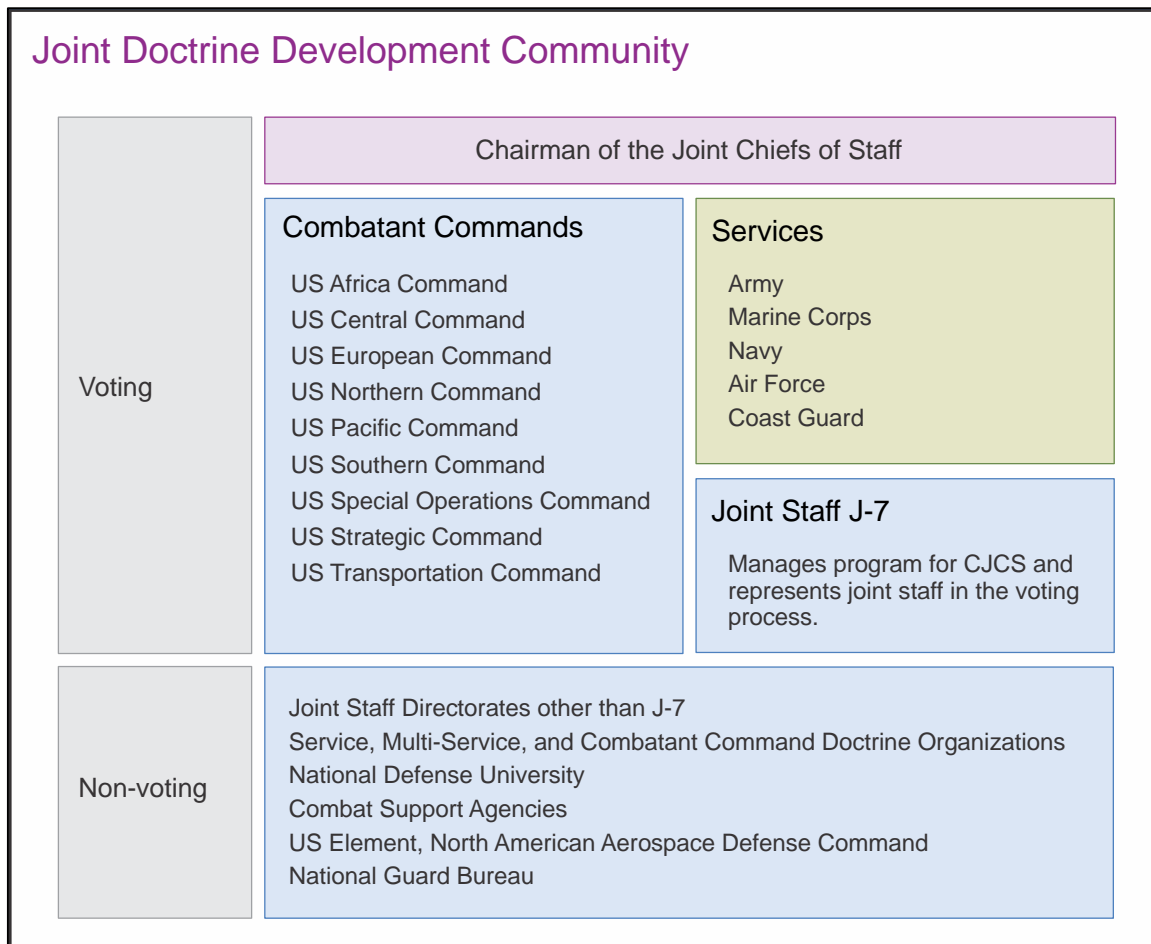 Joint Doctrine Development Community
Voting
Chairman of the Joint Chiefs of Staff
Combatant Commands
US Africa Command
US Central Command
US European Command
US Northern Command
US Pacific Command
US Southern Command
US Special Operations Command
US Strategic Command
US Transportation Command
Services
Army
Marine Corps
Navy
Air Force
Coast Guard
Joint Staff J-7
Manages program for CJCS and
represents joint staff in the voting
process.
Non-voting
Joint Staff Directorates other than J-7
Service, Multi-Service, and Combatant Command Doctrine Organizations
National Defense University
Combat Support Agencies
US Element, North American Aerospace Defense Command
National Guard Bureau